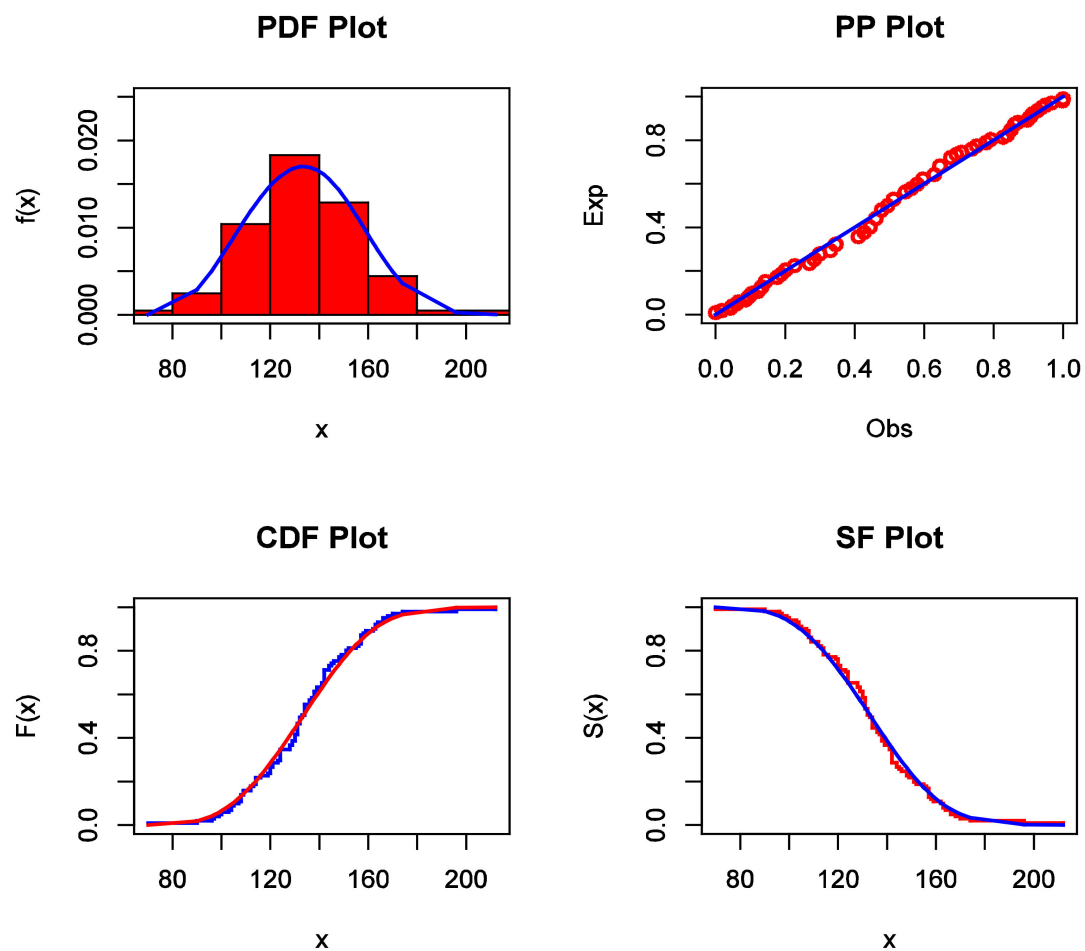 PDF Plot
f(x)
0.000 0.010 0.020
80 120 160 200
x
PP Plot
Exp
0.0 0.4 0.8
0.0 0.2 0.4 0.6 0.8 1.0
Obs
CDF Plot
F(x)
0.0 0.4 0.8
80 120 160 200
x
SF Plot
S(x)
0.0 0.4 0.8
80 120 160 200
x